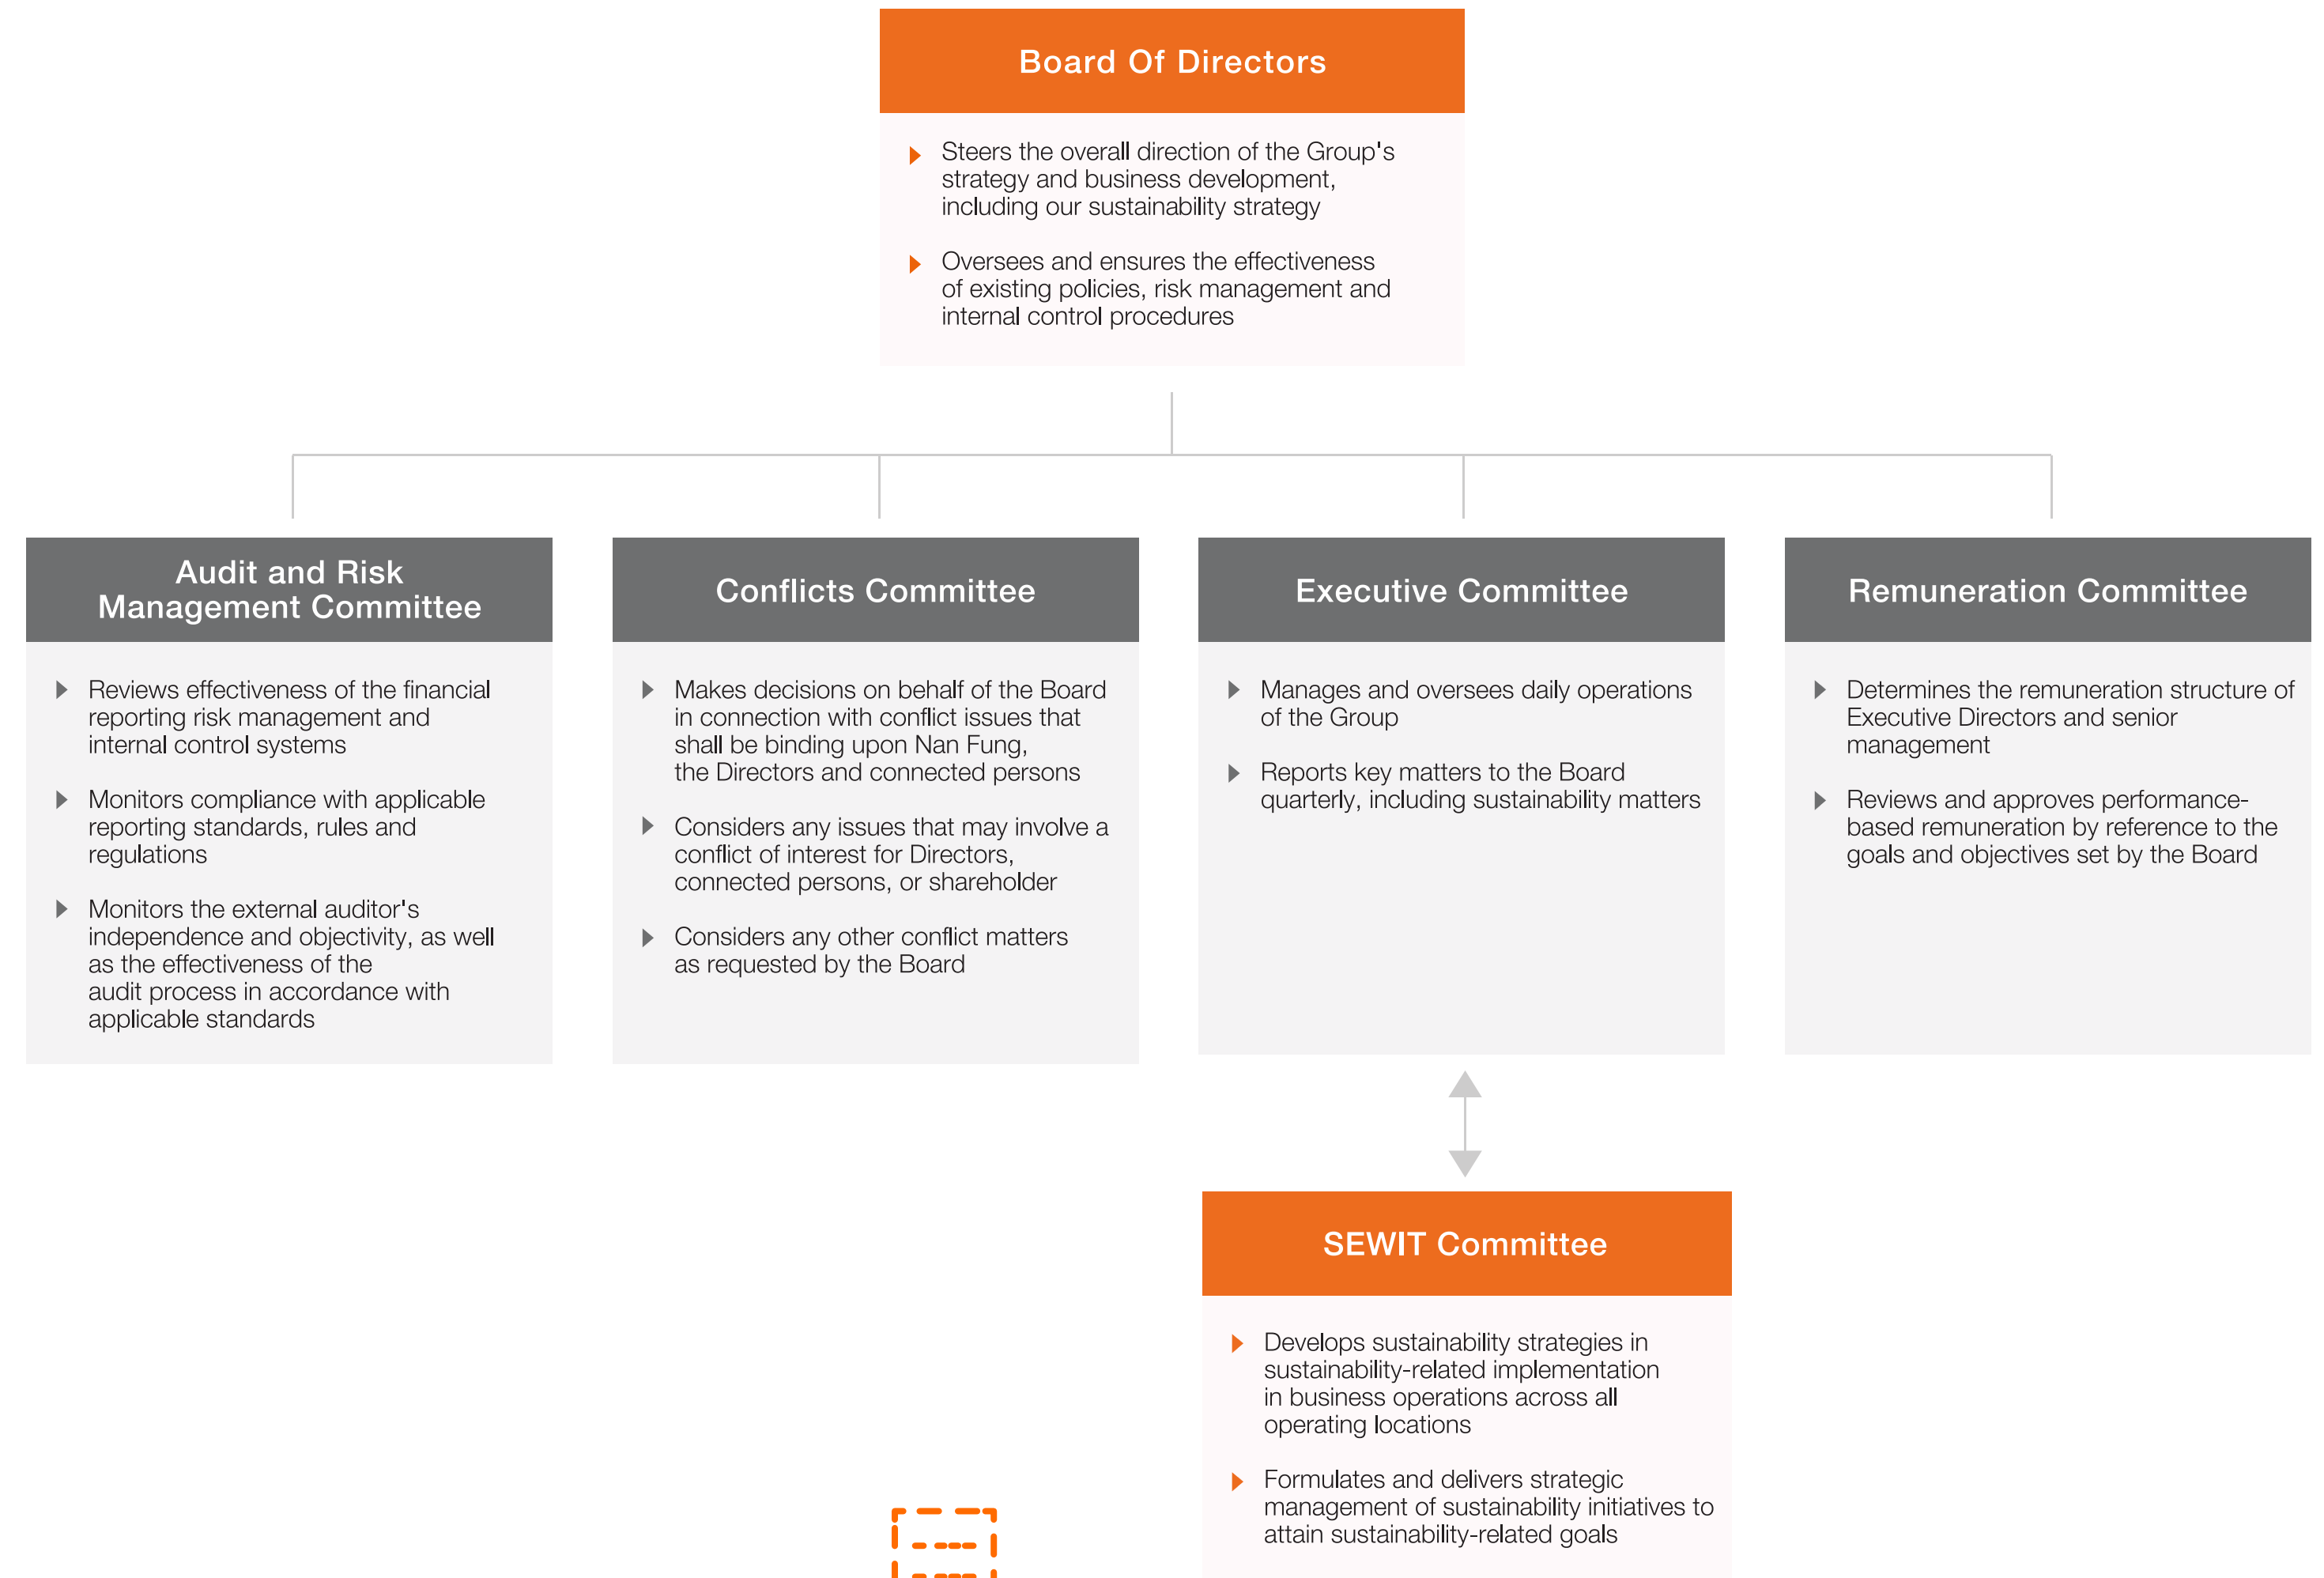 Board Of Directors
Steers the overall direction of the Group's
strategy and business development,
including our sustainability strategy
Oversees and ensures the effectiveness
of existing policies, risk management and
internal control procedures
Audit and Risk
Management Committee
Reviews effectiveness of the financial
reporting risk management and
internal control systems
Monitors compliance with applicable
reporting standards, rules and
regulations
Monitors the external auditor's
independence and objectivity, as well
as the effectiveness of the
audit process in accordance with
applicable standards
Conflicts Committee
Makes decisions on behalf of the Board
in connection with conflict issues that
shall be binding upon Nan Fung,
the Directors and connected persons
Considers any issues that may involve a
conflict of interest for Directors,
connected persons, or shareholder
Considers any other conflict matters
as requested by the Board
Executive Committee
Manages and oversees daily operations
of the Group
Reports key matters to the Board
quarterly, including sustainability matters
Remuneration Committee
Determines the remuneration structure of
Executive Directors and senior
management
Reviews and approves performance-
based remuneration by reference to the
goals and objectives set by the Board
SEWIT Committee
Develops sustainability strategies in
sustainability-related implementation
in business operations across all
operating locations
Formulates and delivers strategic
management of sustainability initiatives to
attain sustainability-related goals